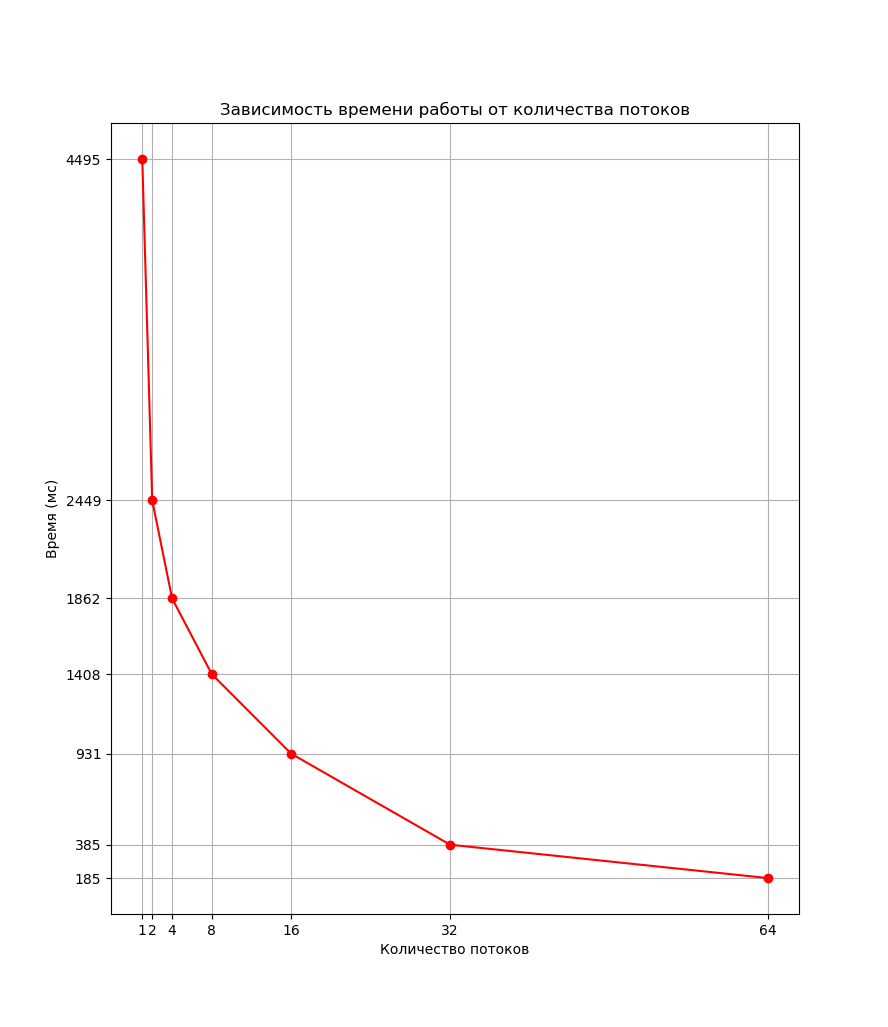 Зависимость времени работы от количества потоков
Время (мс)
4495
2449
1862
1408
931
385
185
1 2 4 8 16 32 64
Количество потоков